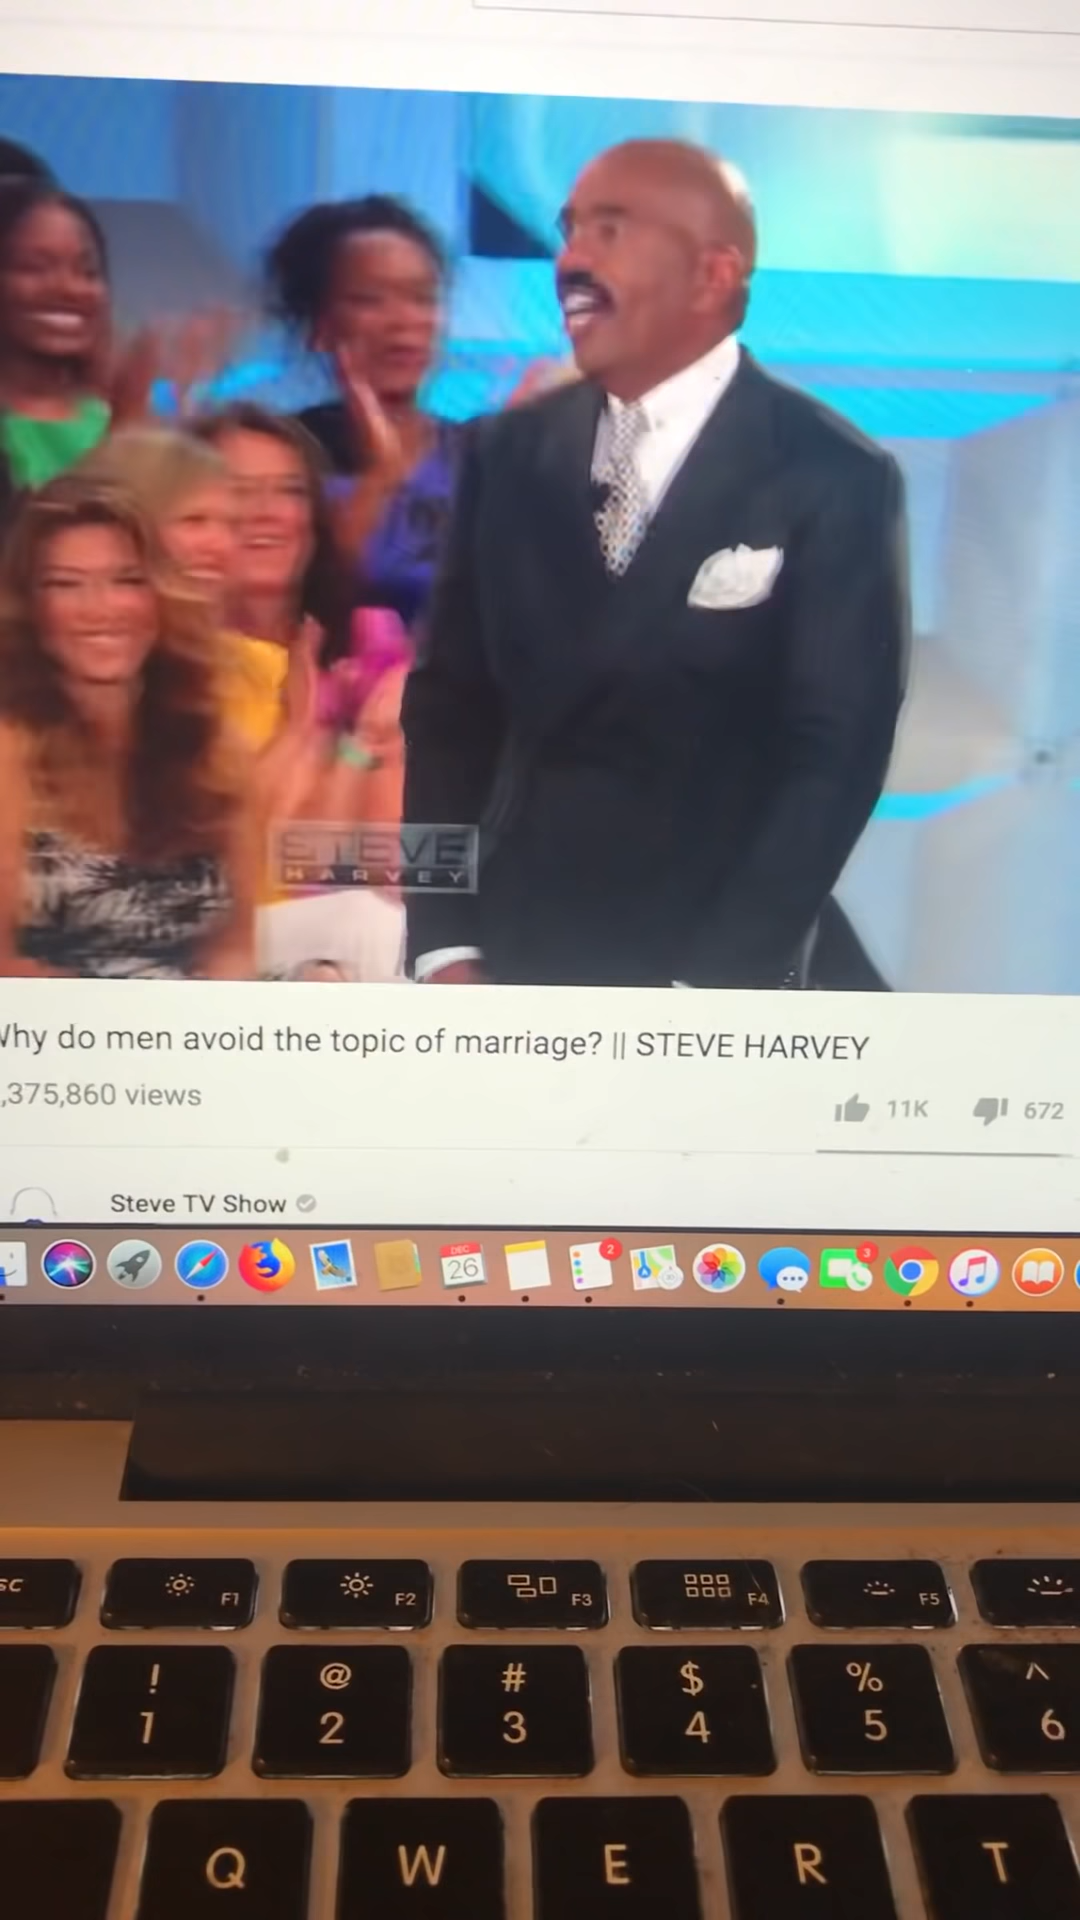 STEVE
HARVEY
Why do men avoid the topic of marriage? || STEVE HARVEY
,375,860 views
11K
672
Steve TV Show
DEC
26
2
3
F1
F2
F3
F4
F5
!
1
@
2
#
3
$
4
%
5
^
6
Q
W
E
R
T